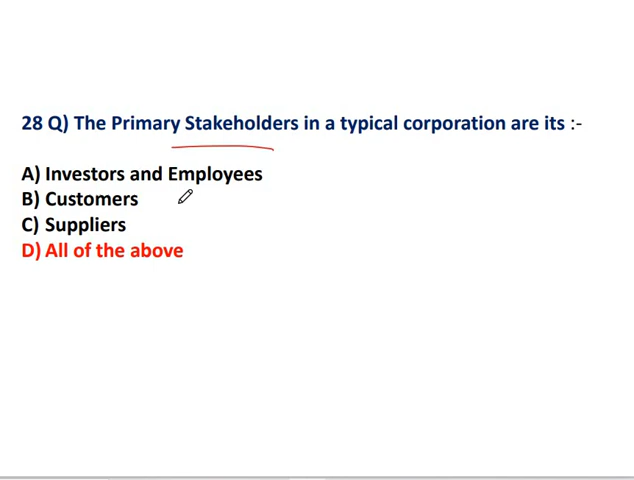 28 Q) The Primary Stakeholders in a typical corporation are its :-
A) Investors and Employees
B) Customers
C) Suppliers
D) All of the above